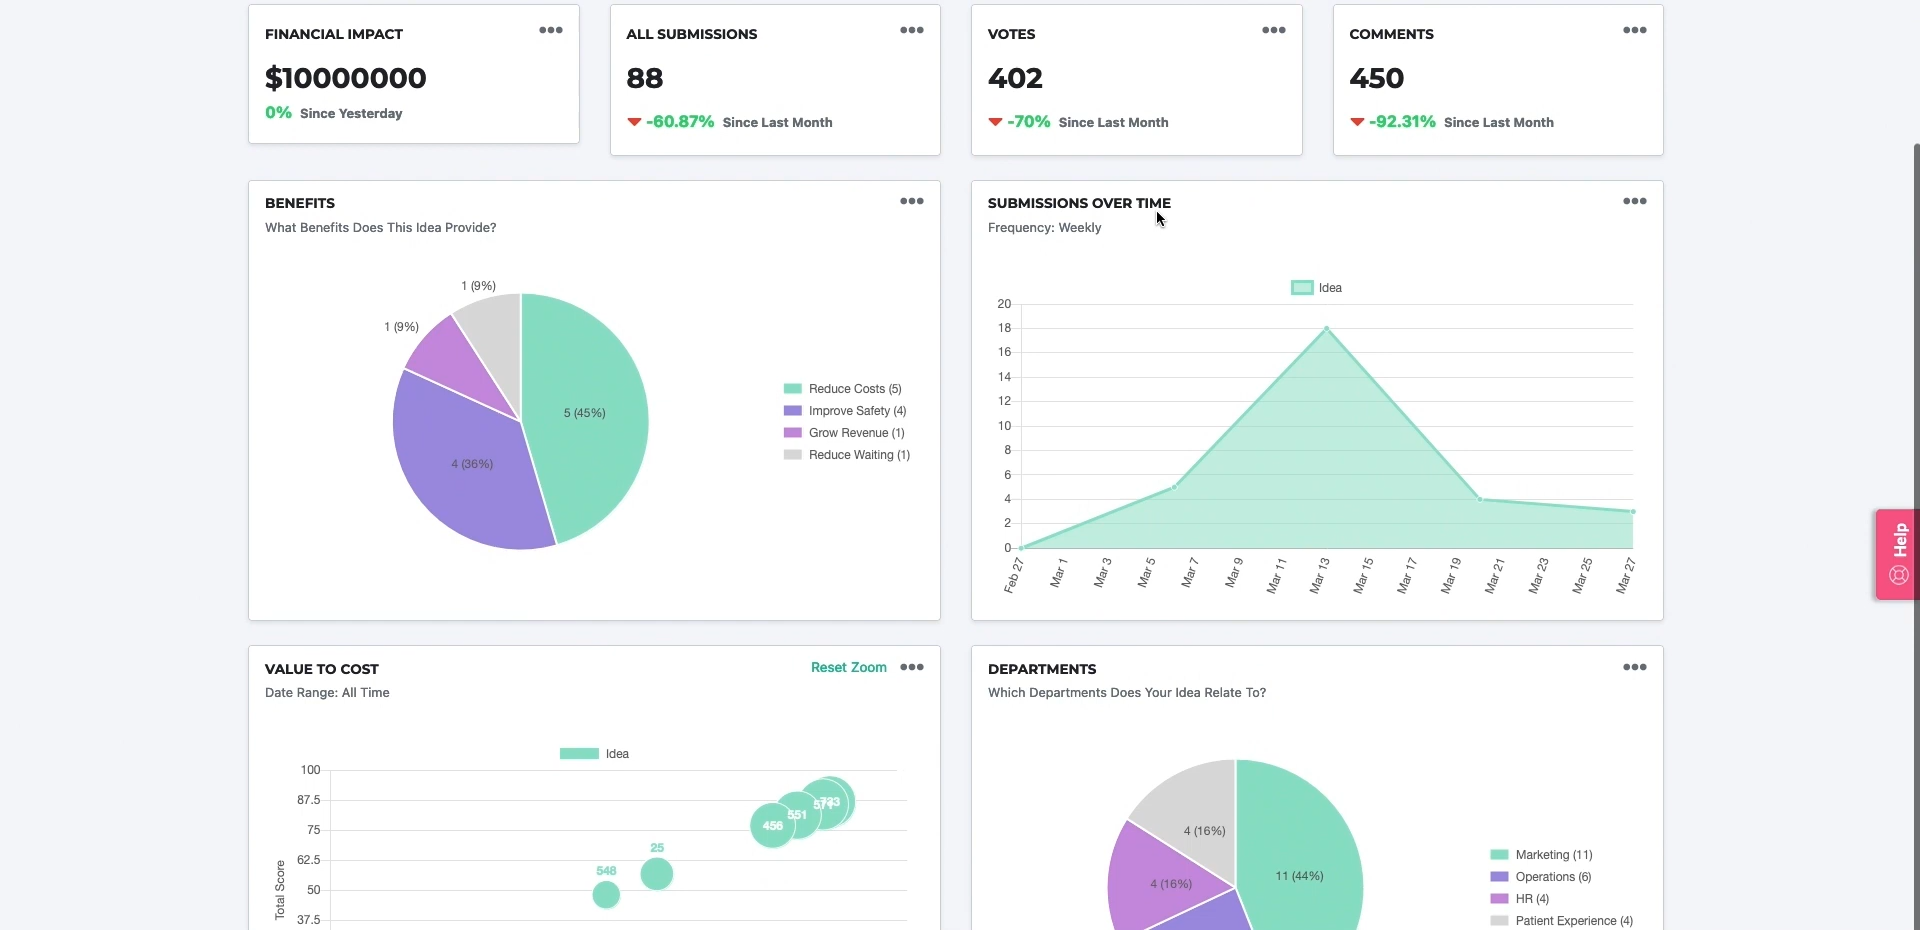 FINANCIAL IMPACT
$10000000
0% Since Yesterday
ALL SUBMISSIONS
88
-60.87% Since Last Month
VOTES
402
-70% Since Last Month
COMMENTS
450
-92.31% Since Last Month
BENEFITS
What Benefits Does This Idea Provide?
1 (9%)
1 (9%)
5 (45%)
4 (36%)
Reduce Costs (5)
Improve Safety (4)
Grow Revenue (1)
Reduce Waiting (1)
SUBMISSIONS OVER TIME
Frequency: Weekly
Idea
20
18
16
14
12
10
8
6
4
2
0
Feb 27
Mar 1
Mar 3
Mar 5
Mar 7
Mar 9
Mar 11
Mar 13
Mar 15
Mar 17
Mar 19
Mar 21
Mar 23
Mar 25
Mar 27
Help
VALUE TO COST
Reset Zoom
Date Range: All Time
Idea
100
87.5
75
62.5
50
37.5
Total Score
548
25
456
551
DEPARTMENTS
Which Departments Does Your Idea Relate To?
4 (16%)
4 (16%)
11 (44%)
Marketing (11)
Operations (6)
HR (4)
Patient Experience (4)